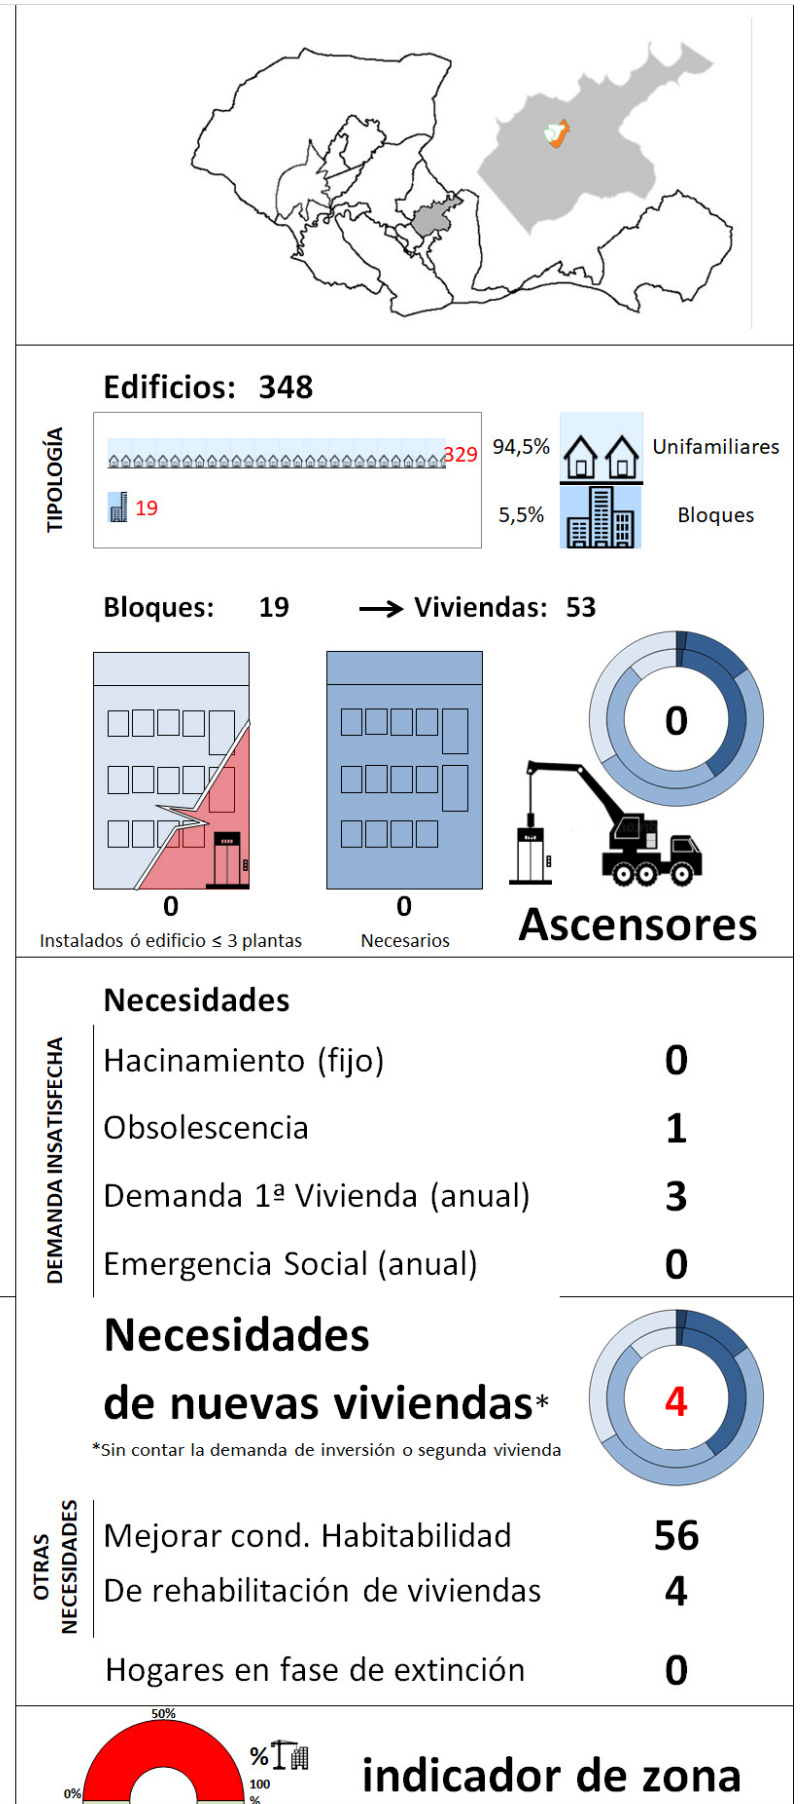 Edificios: 348
TIPOLOGÍA
329
94,5%
Unifamiliares
19
5,5%
Bloques
Bloques: 19 → Viviendas: 53
0
0
0
Instalados ó edificio ≤ 3 plantas
Necesarios
Ascensores
DEMANDA INSATISFECHA
Necesidades
Hacinamiento (fijo) 0
Obsolescencia 1
Demanda 1ª Vivienda (anual) 3
Emergencia Social (anual) 0
Necesidades
de nuevas viviendas*
4
*Sin contar la demanda de inversión o segunda vivienda
OTRAS
NECESIDADES
Mejorar cond. Habitabilidad 56
De rehabilitación de viviendas 4
Hogares en fase de extinción 0
50%
%
0%
100
%
indicador de zona